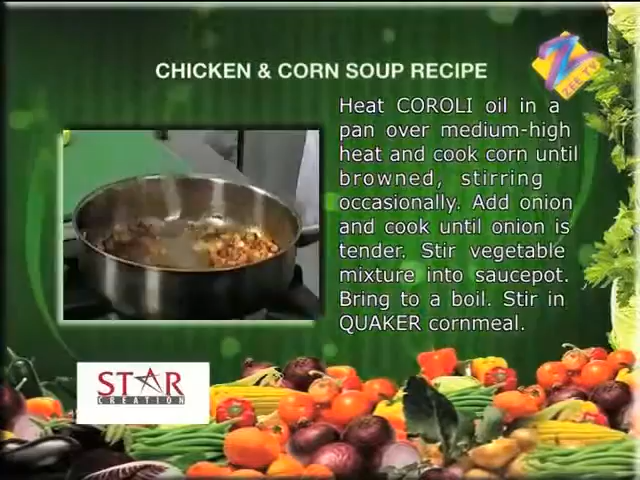 CHICKEN & CORN SOUP RECIPE
ZEE TV
Heat COROLI oil in a
pan over medium-high
heat and cook corn until
browned, stirring
occasionally. Add onion
and cook until onion is
tender. Stir vegetable
mixture into saucepot.
Bring to a boil. Stir in
QUAKER cornmeal.
STAR
CREATION